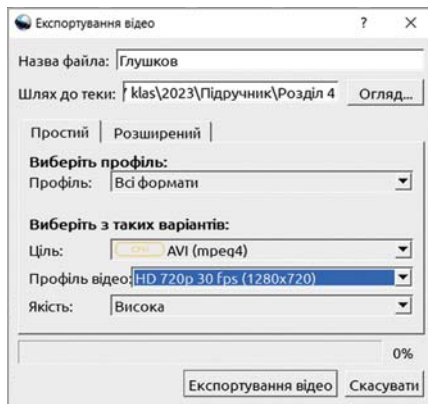 Експортування відео ? ×
Назва файла: Глушков
Шлях до теки: klas\2023\Підручник\Розділ 4 Огляд...
Простий Розширений
Виберіть профіль:
Профіль: Всі формати
Виберіть з таких варіантів:
Ціль: AVI (mpeg4)
Профіль відео: HD 720p 30 fps (1280x720)
Якість: Висока
0%
Експортування відео Скасувати